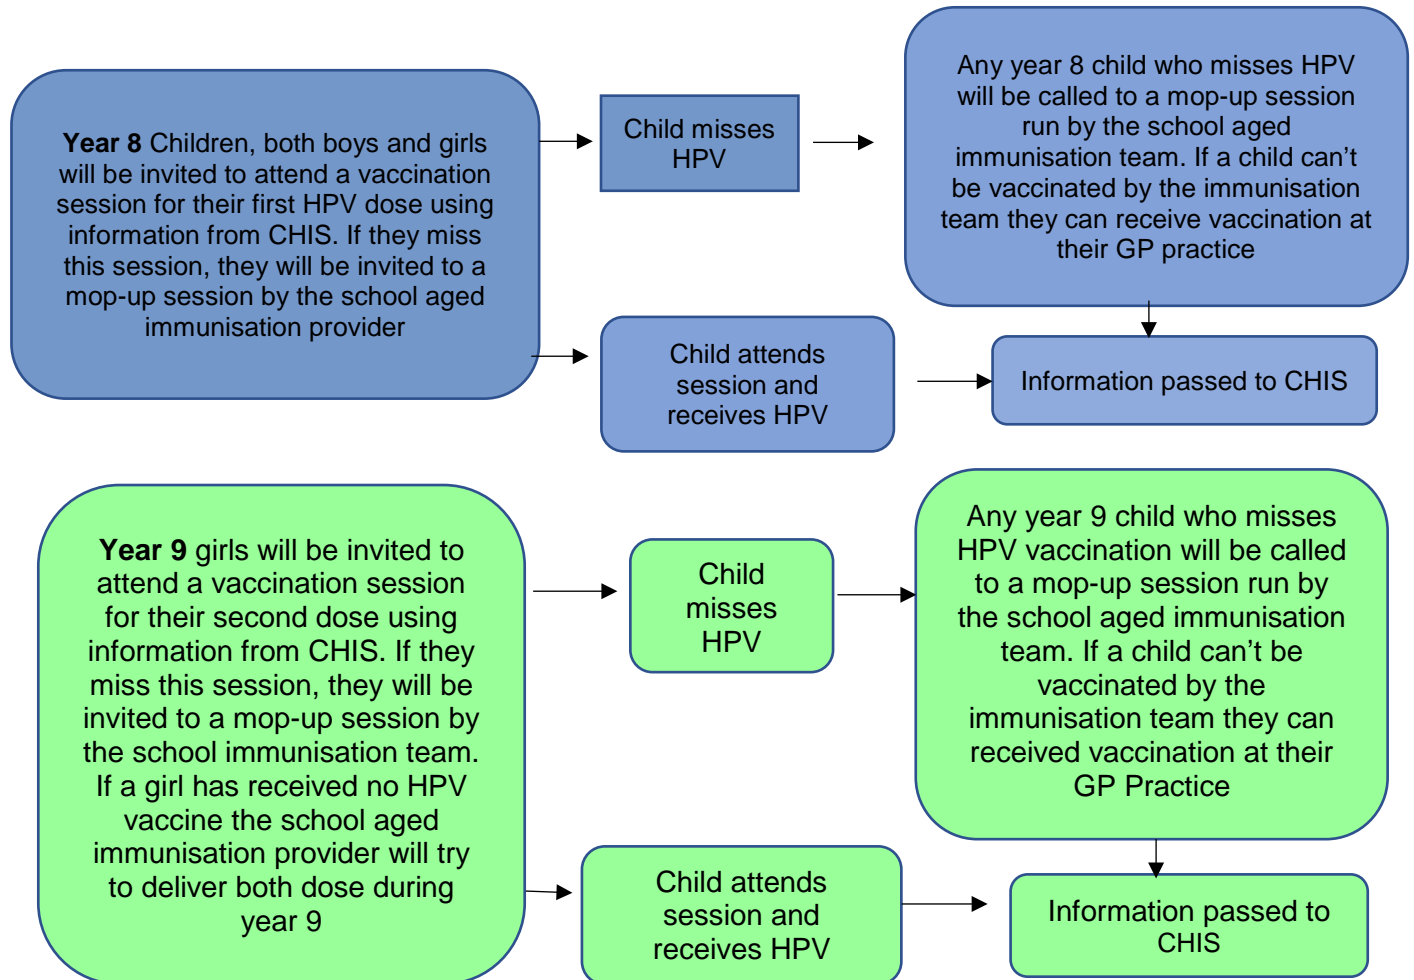 Year 8 Children, both boys and girls
will be invited to attend a vaccination
session for their first HPV dose using
information from CHIS. If they miss
this session, they will be invited to a
mop-up session by the school aged
immunisation provider
Child misses
HPV
Any year 8 child who misses HPV
will be called to a mop-up session
run by the school aged
immunisation team. If a child can’t
be vaccinated by the immunisation
team they can receive vaccination at
their GP practice
Child attends
session and
receives HPV
Information passed to CHIS
Year 9 girls will be invited to
attend a vaccination session
for their second dose using
information from CHIS. If they
miss this session, they will be
invited to a mop-up session by
the school immunisation team.
If a girl has received no HPV
vaccine the school aged
immunisation provider will try
to deliver both dose during
year 9
Child
misses
HPV
Any year 9 child who misses
HPV vaccination will be called
to a mop-up session run by
the school aged immunisation
team. If a child can’t be
vaccinated by the
immunisation team they can
received vaccination at their
GP Practice
Child attends
session and
receives HPV
Information passed to
CHIS